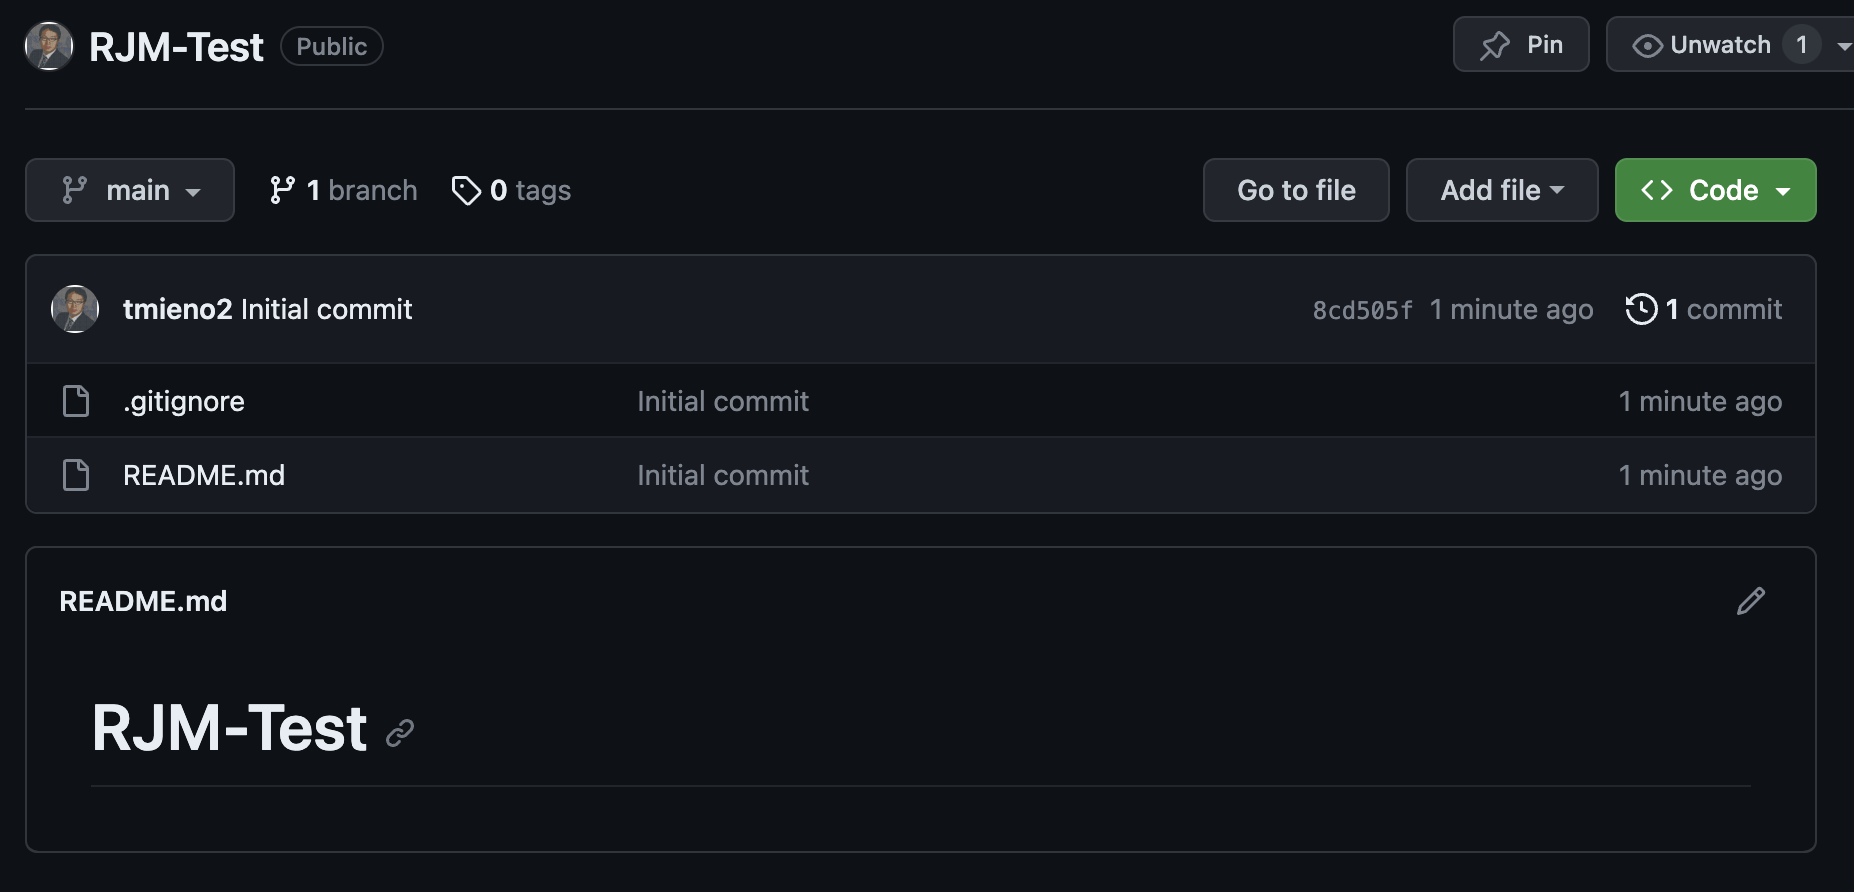 RJM-Test Public Pin Unwatch 1
main 1 branch 0 tags Go to file Add file Code
tmieno2 Initial commit 8cd505f 1 minute ago 1 commit
.gitignore Initial commit 1 minute ago
README.md Initial commit 1 minute ago
README.md
RJM-Test